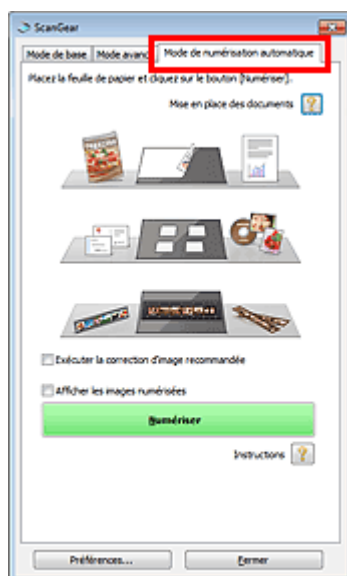 ScanGear
Mode de base Mode avancé Mode de numérisation automatique
Placez la feuille de papier et cliquez sur le bouton [Numériser].
Mise en place des documents
Exécuter la correction d'image recommandée
Afficher les images numérisées
Numériser
Instructions
Préférences... Fermer